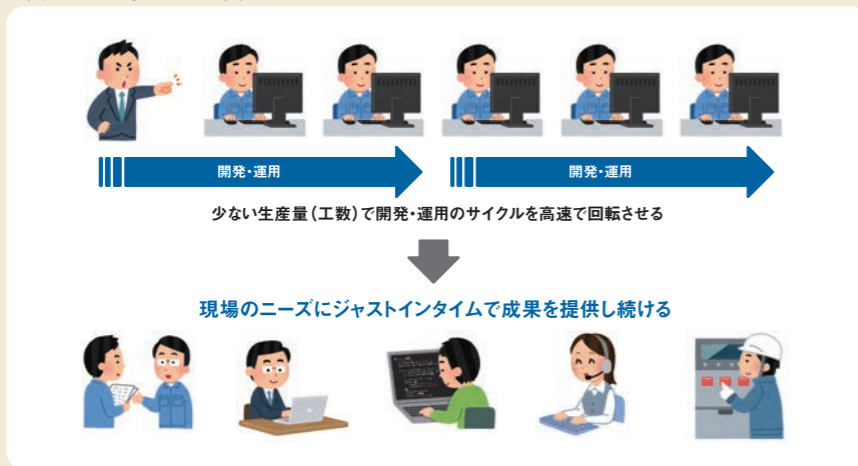 開発・運用
開発・運用
少ない生産量(工数)で開発・運用のサイクルを高速で回転させる
現場のニーズにジャストインタイムで成果を提供し続ける